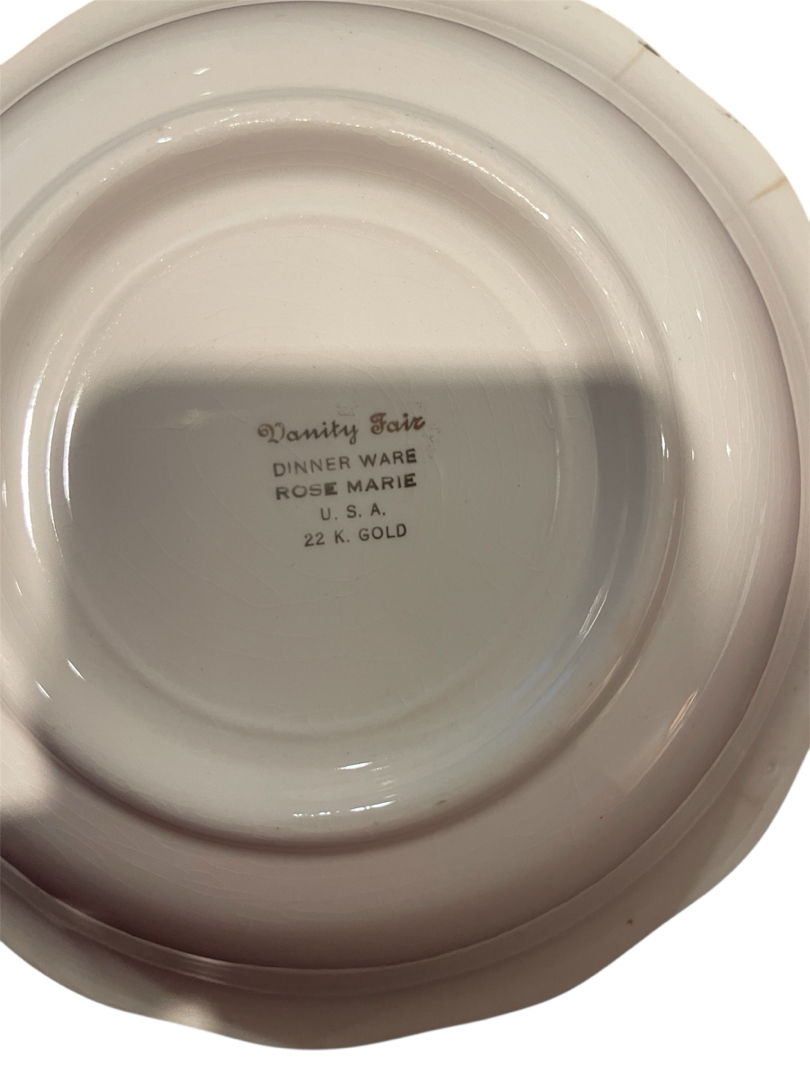 Vanity Fair
DINNER WARE
ROSE MARIE
U. S. A.
22 K. GOLD